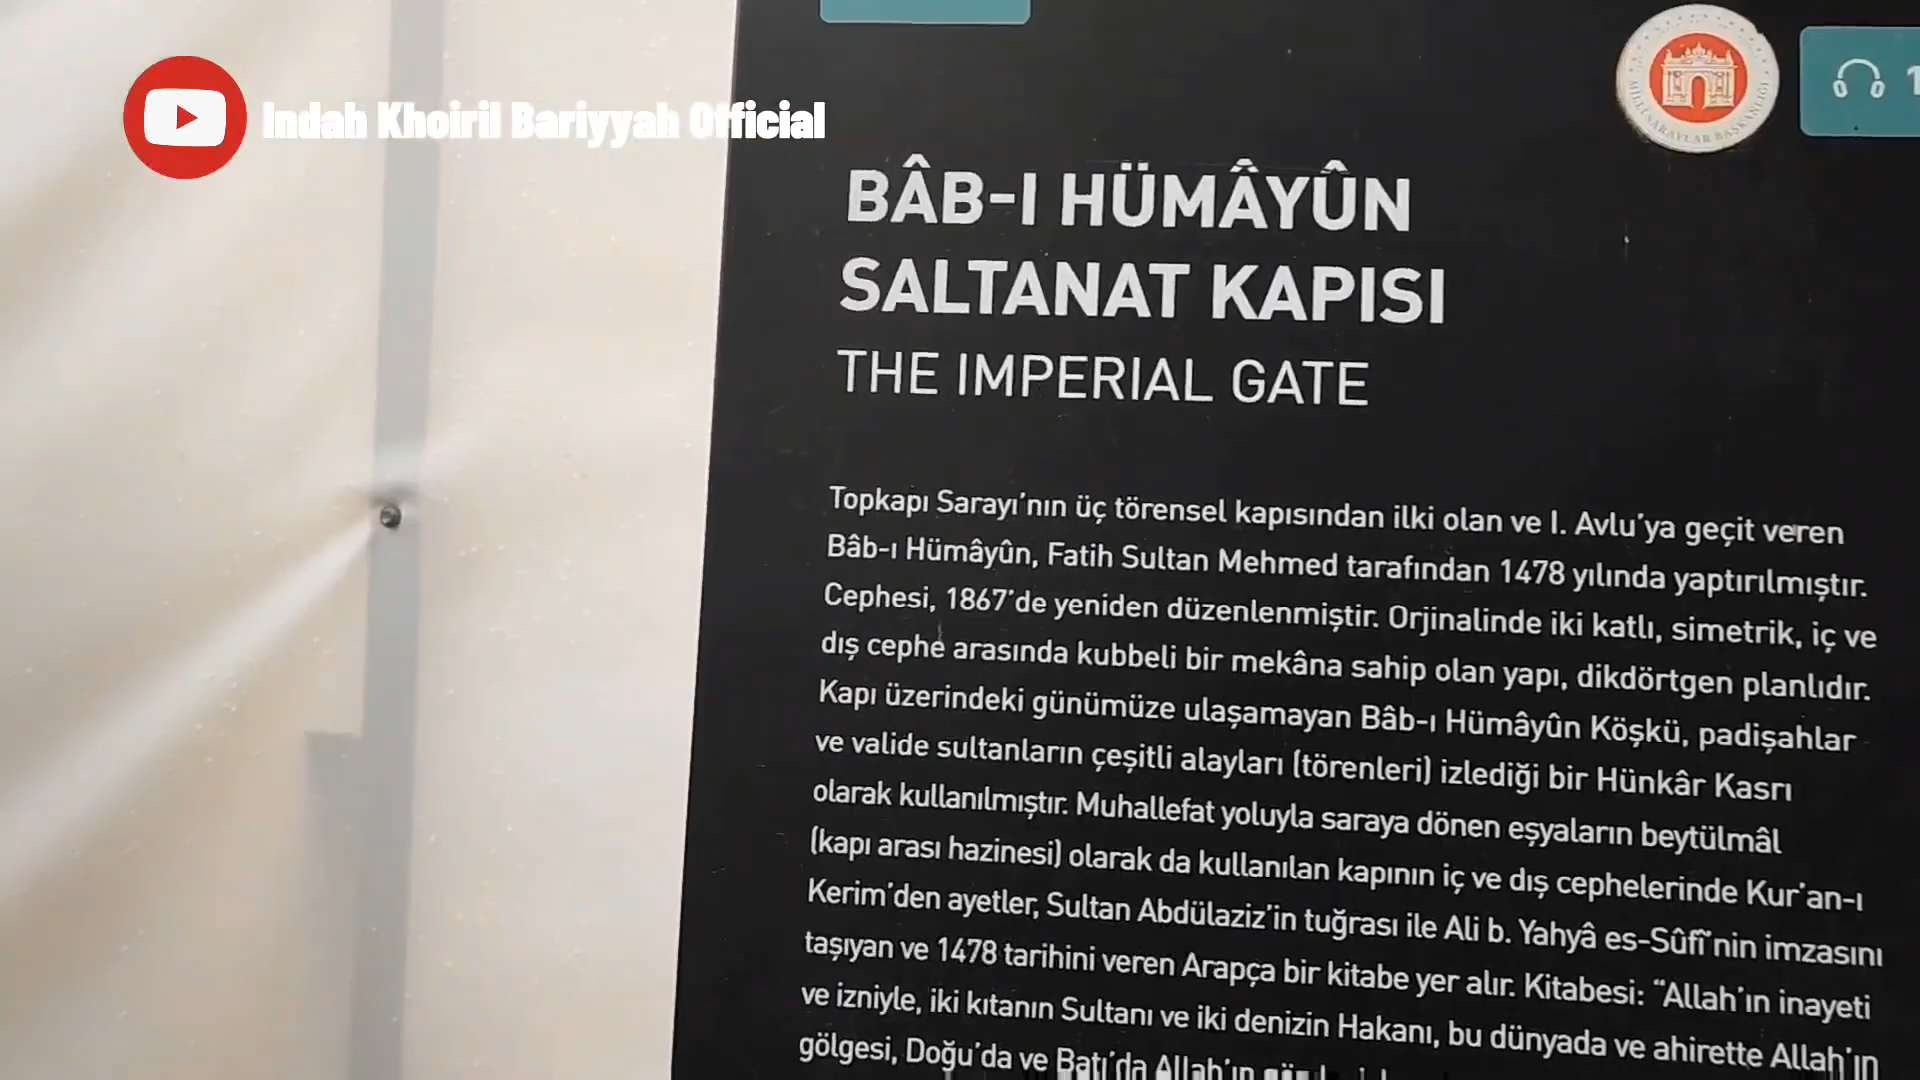 Indah Khoiril Bariyyah Official
MİLLİ SARAYLAR BAŞKANLIĞI
1
BÂB-I HÜMÂYÛN
SALTANAT KAPISI
THE IMPERIAL GATE
Topkapı Sarayı'nın üç törensel kapısından ilki olan ve I. Avlu'ya geçit veren
Bâb-ı Hümâyûn, Fatih Sultan Mehmed tarafından 1478 yılında yaptırılmıştır.
Cephesi, 1867'de yeniden düzenlenmiştir. Orjinalinde iki katlı, simetrik, iç ve
dış cephe arasında kubbeli bir mekâna sahip olan yapı, dikdörtgen planlıdır.
Kapı üzerindeki günümüze ulaşamayan Bâb-ı Hümâyûn Köşkü, padişahlar
ve valide sultanların çeşitli alayları (törenleri) izlediği bir Hünkâr Kasrı
olarak kullanılmıştır. Muhallefat yoluyla saraya dönen eşyaların beytülmâl
(kapı arası hazinesi) olarak da kullanılan kapının iç ve dış cephelerinde Kur'an-ı
Kerim'den ayetler, Sultan Abdülaziz'in tuğrası ile Ali b. Yahyâ es-Sûfî'nin imzasını
taşıyan ve 1478 tarihini veren Arapça bir kitabe yer alır. Kitabesi: "Allah'ın inayeti
ve izniyle, iki kıtanın Sultanı ve iki denizin Hakanı, bu dünyada ve ahirette Allah'ın
gölgesi, Doğu'da ve Batı'da Allah'ın